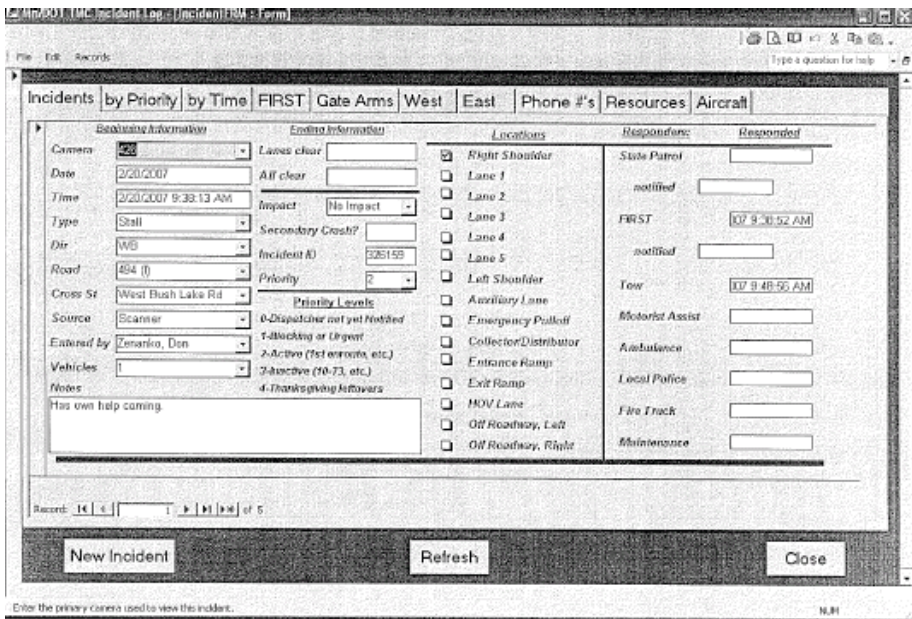 Mn/DOT TMC Incident Log - [IncidentFRM : Form]
File Edit Records
Type a question for help
Incidents by Priority by Time FIRST Gate Arms West East Phone #'s Resources Aircraft
Beginning Information
Camera
Date 2/20/2007
Time 2/20/2007 9:38:13 AM
Type Stall
Dir WB
Road 494 (I)
Cross St West Bush Lake Rd
Source Scanner
Entered by Zenanko, Don
Vehicles 1
Notes
Has own help coming.
Ending Information
Lanes clear
All clear
Impact No Impact
Secondary Crash?
Incident ID 326159
Priority 2
Priority Levels
0-Dispatcher not yet Notified
1-Blocking or Urgent
2-Active (1st enroute, etc.)
3-Inactive (10-73, etc.)
4-Thanksgiving leftovers
Locations
Right Shoulder
Lane 1
Lane 2
Lane 3
Lane 4
Lane 5
Left Shoulder
Auxiliary Lane
Emergency Pulloff
Collector/Distributor
Entrance Ramp
Exit Ramp
HOV Lane
Off Roadway, Left
Off Roadway, Right
Responders: Responded
State Patrol
notified
FIRST 007 9:38:52 AM
notified
Tow 007 9:48:56 AM
Motorist Assist
Ambulance
Local Police
Fire Truck
Maintenance
Record: 1 of 5
New Incident Refresh Close
Enter the primary camera used to view this incident.
NUM